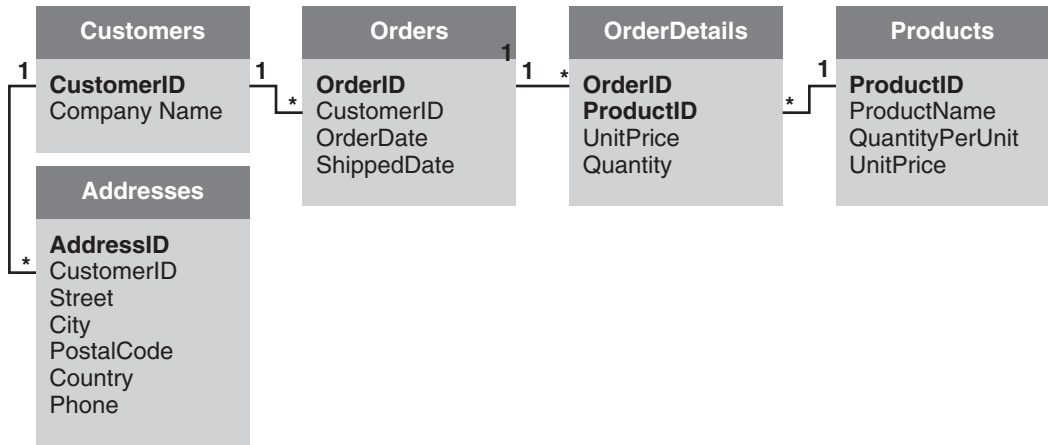 Customers
1
CustomerID
Company Name
1
*
Addresses
*
AddressID
CustomerID
Street
City
PostalCode
Country
Phone
Orders
1
OrderID
CustomerID
OrderDate
ShippedDate
1
*
OrderDetails
OrderID
ProductID
UnitPrice
Quantity
*
1
Products
ProductID
ProductName
QuantityPerUnit
UnitPrice